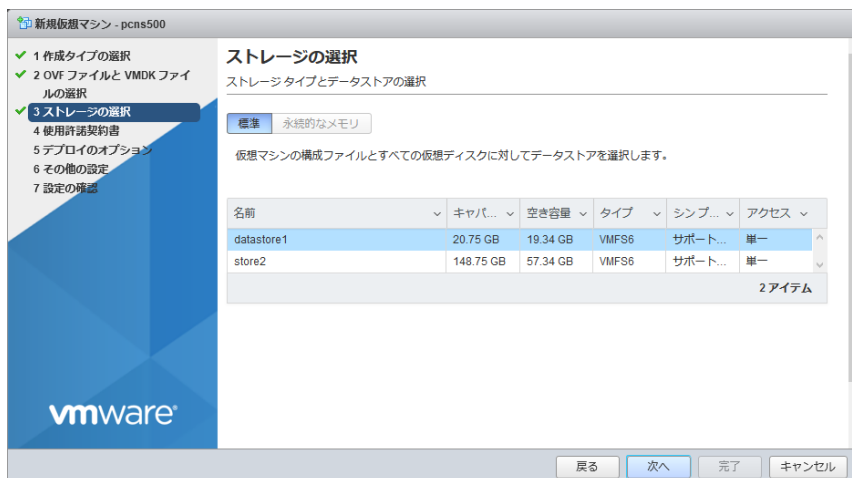 新規仮想マシン - pcns500
1 作成タイプの選択
2 OVF ファイルと VMDK ファイ
ルの選択
3 ストレージの選択
4 使用許諾契約書
5 デプロイのオプション
6 その他の設定
7 設定の確認
vmware®
ストレージの選択
ストレージ タイプとデータストアの選択
標準 永続的なメモリ
仮想マシンの構成ファイルとすべての仮想ディスクに対してデータストアを選択します。
名前 キャパ... 空き容量 タイプ シンプ... アクセス
datastore1 20.75 GB 19.34 GB VMFS6 サポート... 単一
store2 148.75 GB 57.34 GB VMFS6 サポート... 単一
2 アイテム
戻る 次へ 完了 キャンセル